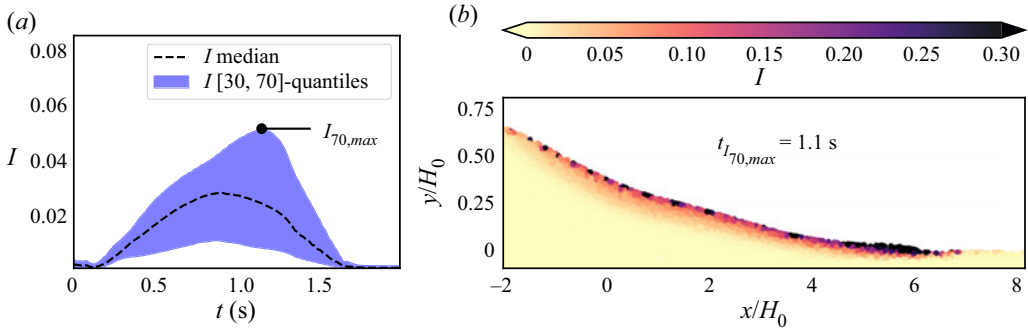 (a)
0.08
0.06
0.04
0.02
I
I median
I [30, 70]-quantiles
I70,max
0
0.5
1.0
1.5
t (s)
(b)
0
0.05
0.10
0.15
0.20
0.25
0.30
I
0.75
0.50
0.25
0
y/H0
tI70,max = 1.1 s
–2
0
2
4
6
8
x/H0